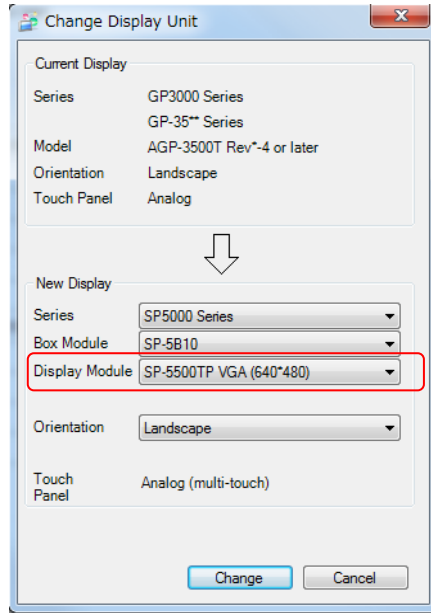 Change Display Unit
Current Display
Series GP3000 Series
GP-35** Series
Model AGP-3500T Rev*-4 or later
Orientation Landscape
Touch Panel Analog
New Display
Series SP5000 Series
Box Module SP-5B10
Display Module SP-5500TP VGA (640*480)
Orientation Landscape
Touch
Panel Analog (multi-touch)
Change Cancel